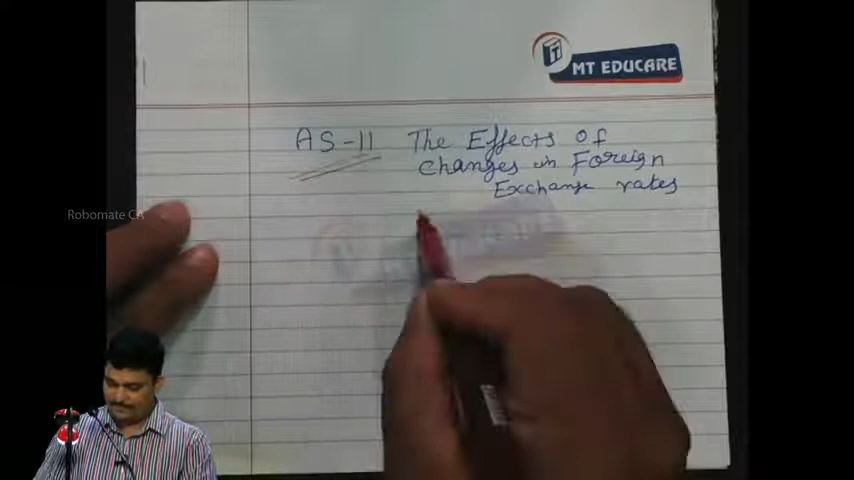 MT EDUCARE
AS-11 The Effects of
changes in Foreign
Exchange rates
Robomate CA